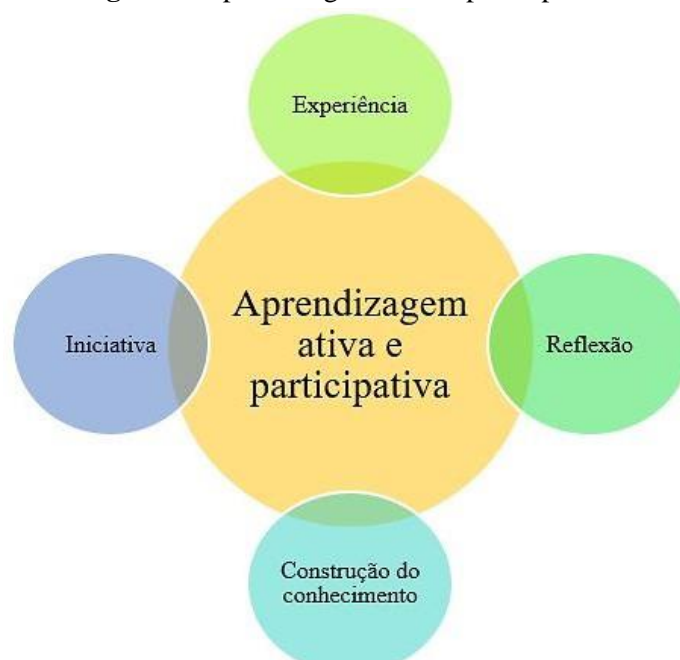 Experiência
Iniciativa
Aprendizagem
ativa e
participativa
Reflexão
Construção do
conhecimento